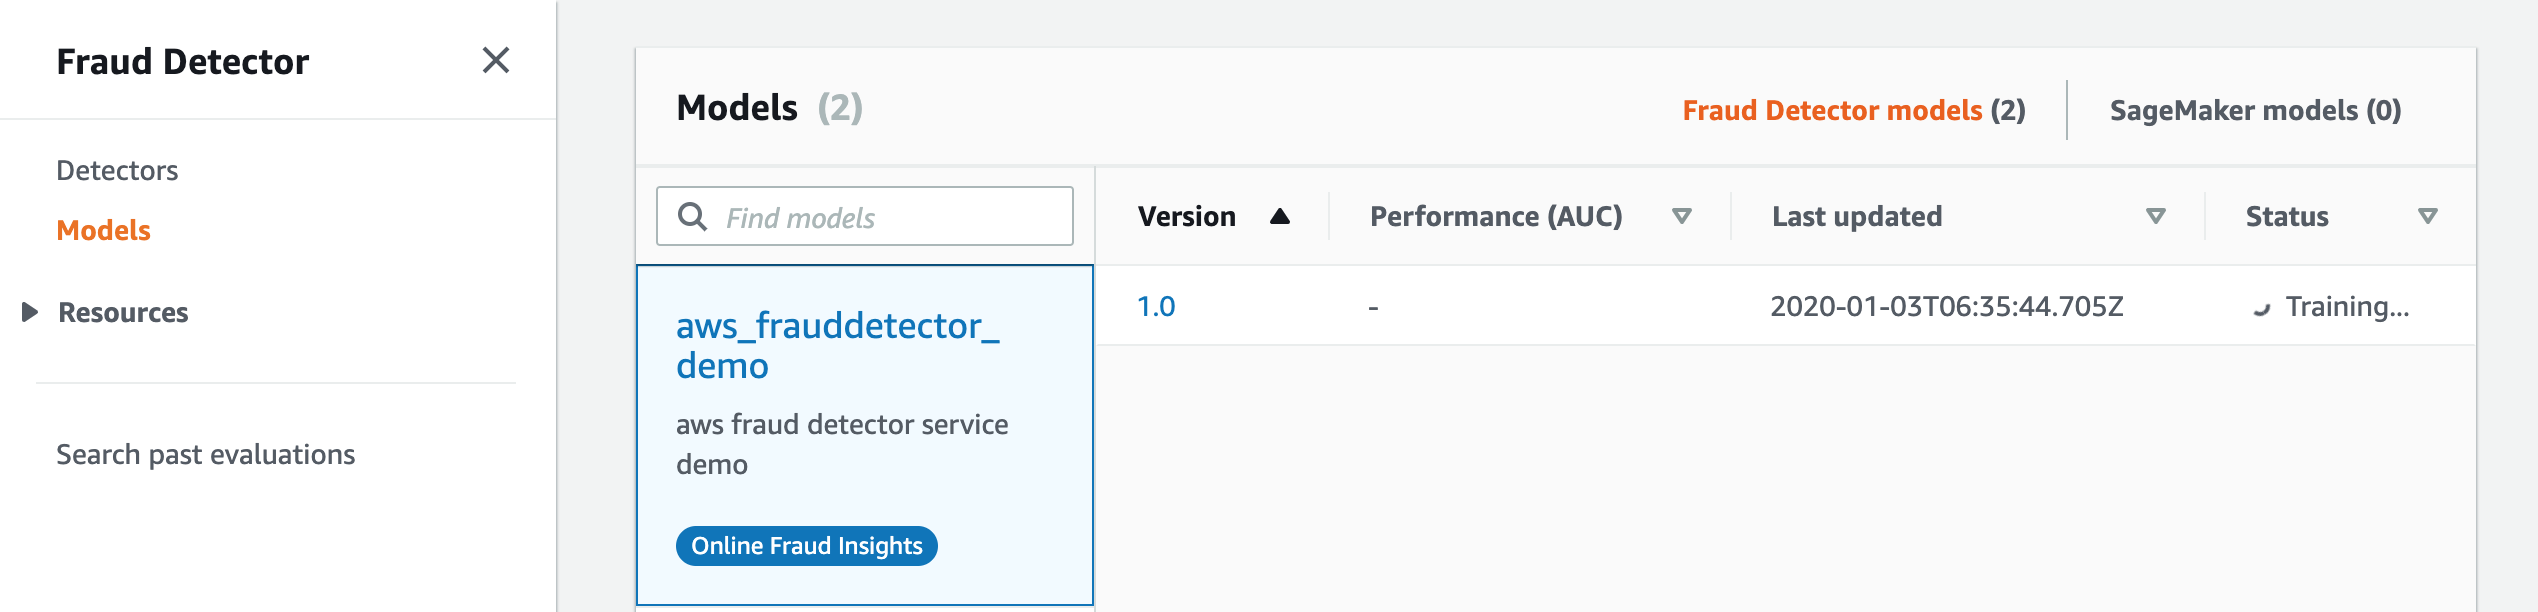 Fraud Detector
Detectors
Models
Resources
Search past evaluations
Models (2)
Fraud Detector models (2)
SageMaker models (0)
Find models
Version
Performance (AUC)
Last updated
Status
aws_frauddetector_
demo
aws fraud detector service
demo
Online Fraud Insights
1.0
-
2020-01-03T06:35:44.705Z
Training...